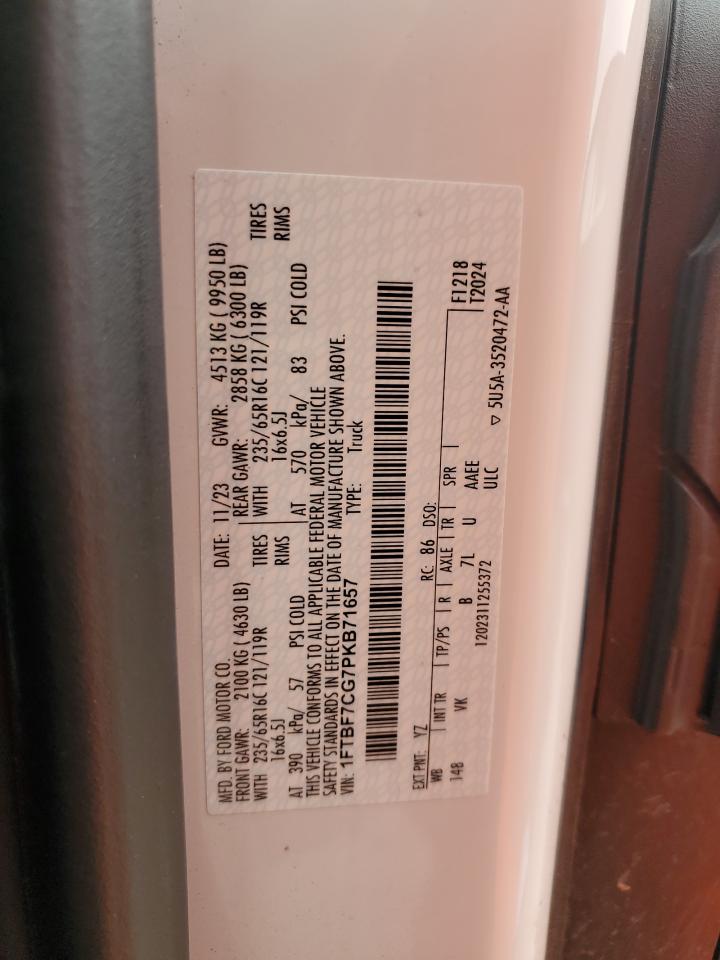 MFD. BY FORD MOTOR CO. DATE: 11/23 GVWR: 4513 KG ( 9950 LB)
FRONT GAWR: 2100 KG ( 4630 LB) REAR GAWR: 2858 KG ( 6300 LB)
WITH 235/65R16C 121/119R TIRES WITH 235/65R16C 121/119R TIRES
16x6.5J RIMS 16x6.5J RIMS
AT 390 kPa/ 57 PSI COLD AT 570 kPa/ 83 PSI COLD
THIS VEHICLE CONFORMS TO ALL APPLICABLE FEDERAL MOTOR VEHICLE
SAFETY STANDARDS IN EFFECT ON THE DATE OF MANUFACTURE SHOWN ABOVE.
VIN: 1FTBF7CG7PKB71657 TYPE: Truck
EXT PNT: YZ RC: 86 DSO:
WB INT TR TP/PS R AXLE TR SPR F1218
148 VK B 7L U AAEE T2024
1202311255372 ULC ▽ 5U5A-3520472-AA